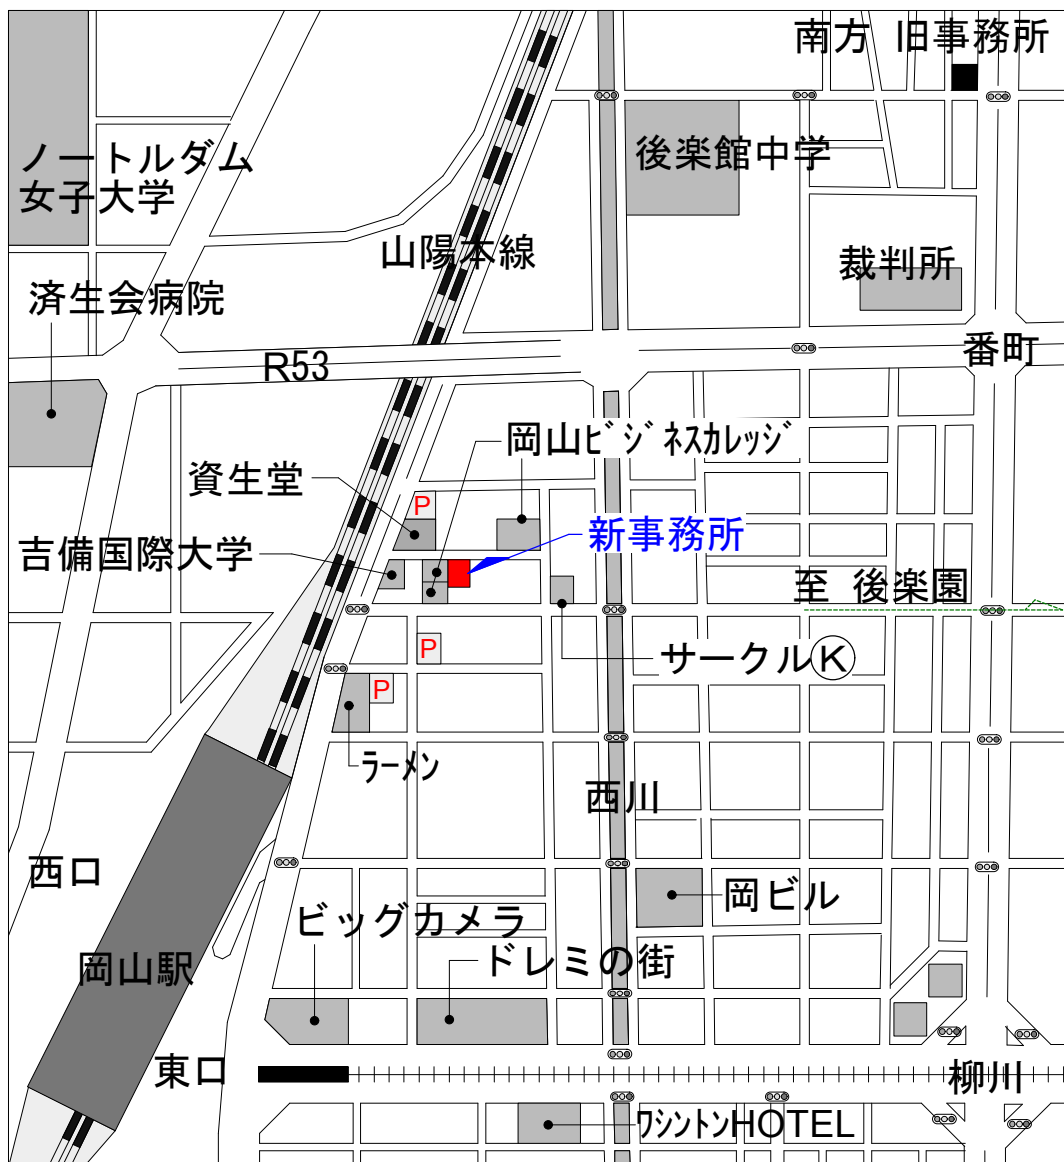 南方 旧事務所
ノートルダム
女子大学
後楽館中学
山陽本線
裁判所
済生会病院
R53
番町
岡山ﾋﾞｼﾞﾈｽｶﾚｯｼﾞ
資生堂
P
新事務所
吉備国際大学
至 後楽園
P
サークルK
P
ラーメン
西川
西口
岡ビル
ビッグカメラ
ドレミの街
岡山駅
東口
柳川
ﾜｼﾝﾄﾝHOTEL